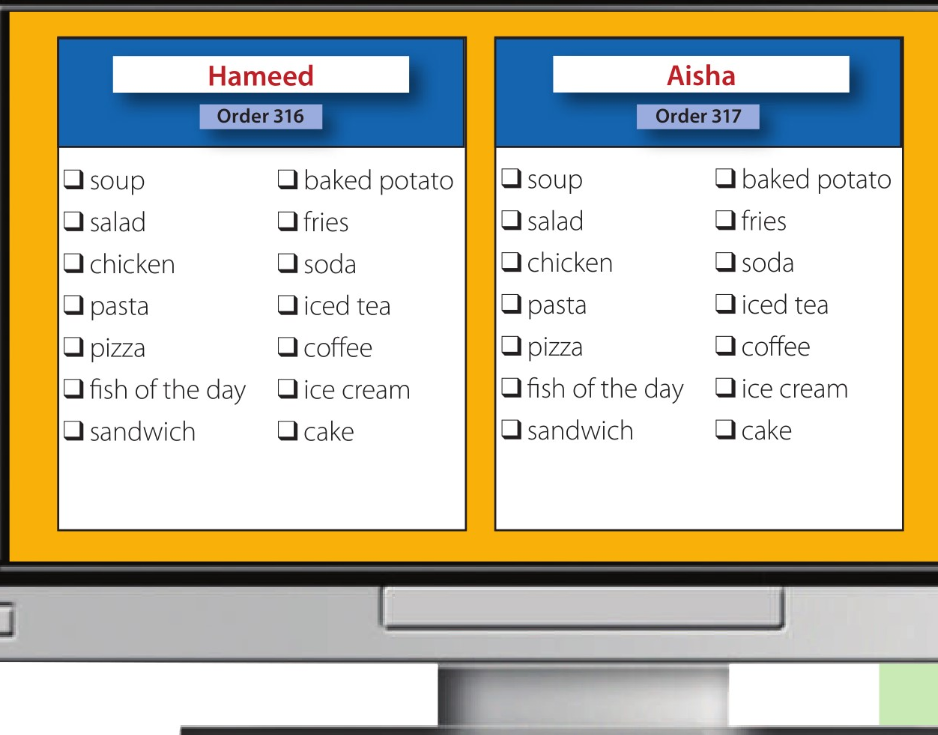 Hameed
Order 316
soup
salad
chicken
pasta
pizza
fish of the day
sandwich
baked potato
fries
soda
iced tea
coffee
ice cream
cake
Aisha
Order 317
soup
salad
chicken
pasta
pizza
fish of the day
sandwich
baked potato
fries
soda
iced tea
coffee
ice cream
cake